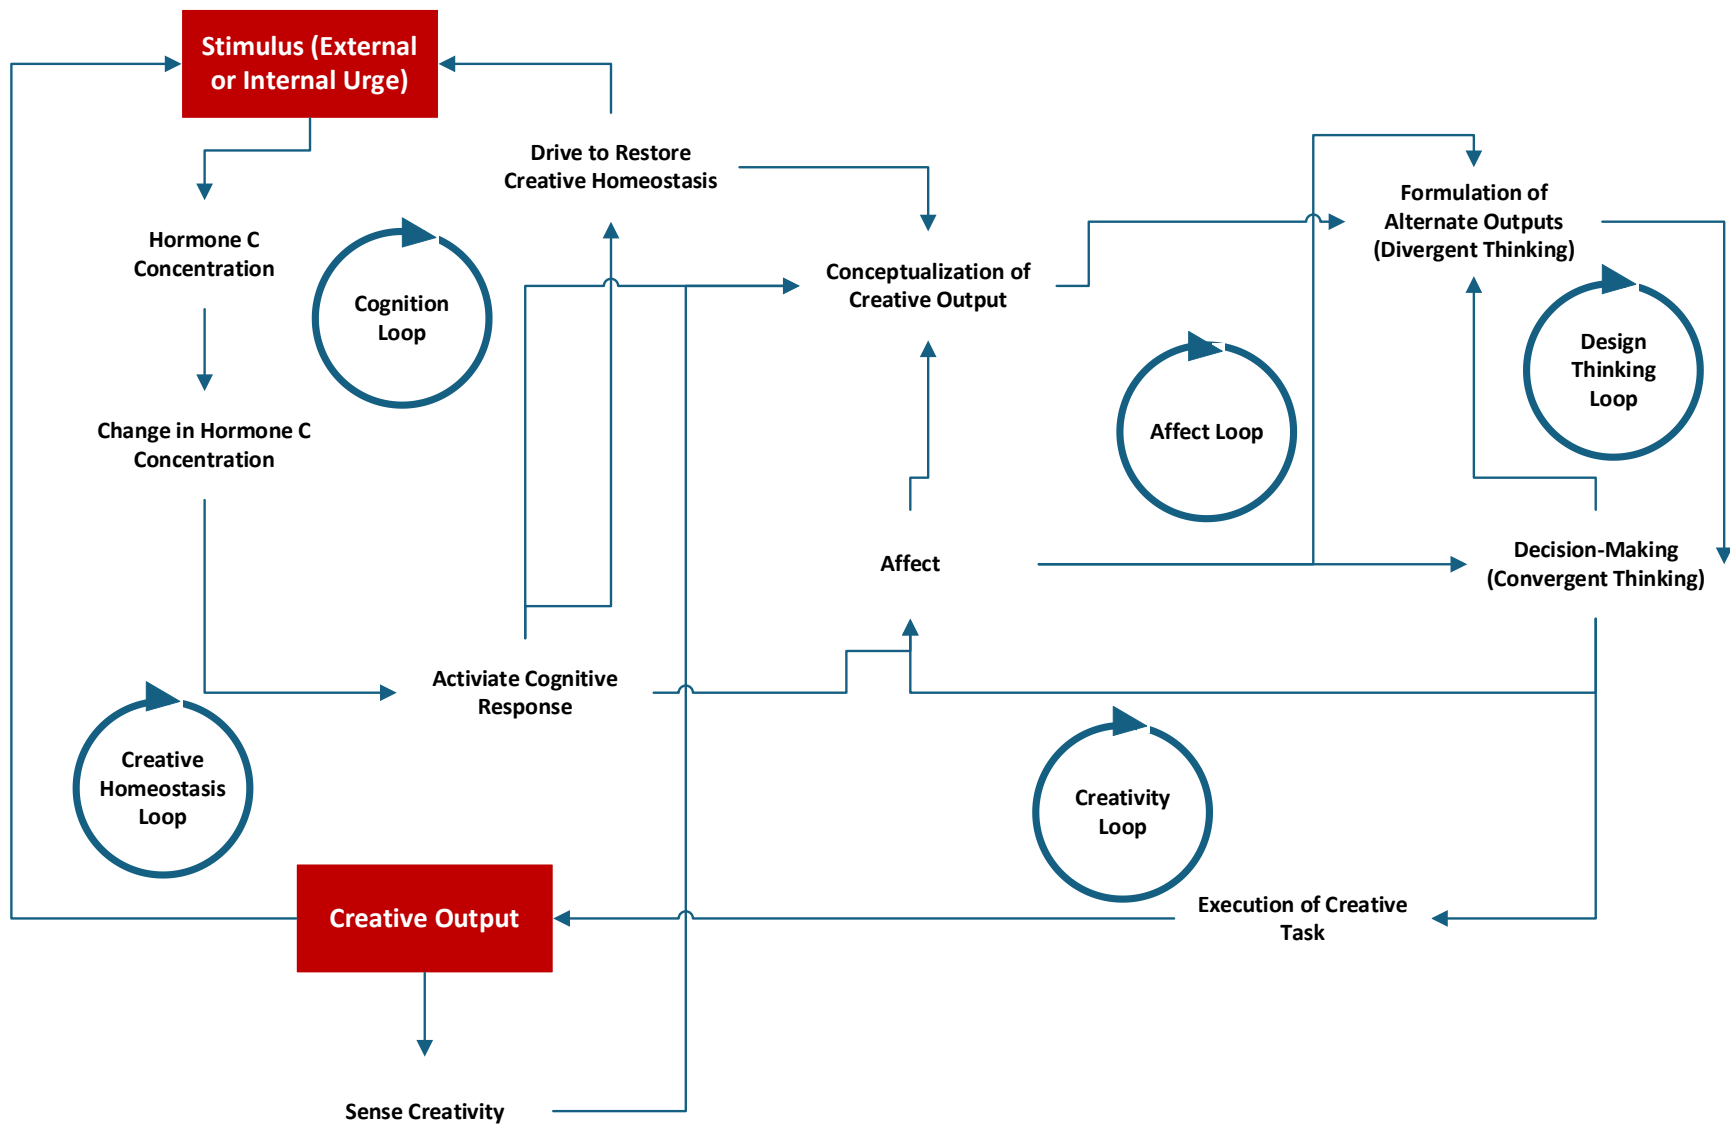 Stimulus (External
or Internal Urge)
Drive to Restore
Creative Homeostasis
Formulation of
Alternate Outputs
(Divergent Thinking)
Hormone C
Concentration
Cognition
Loop
Conceptualization of
Creative Output
Design
Thinking
Loop
Change in Hormone C
Concentration
Affect Loop
Affect
Decision-Making
(Convergent Thinking)
Activiate Cognitive
Response
Creative
Homeostasis
Loop
Creativity
Loop
Creative Output
Execution of Creative
Task
Sense Creativity